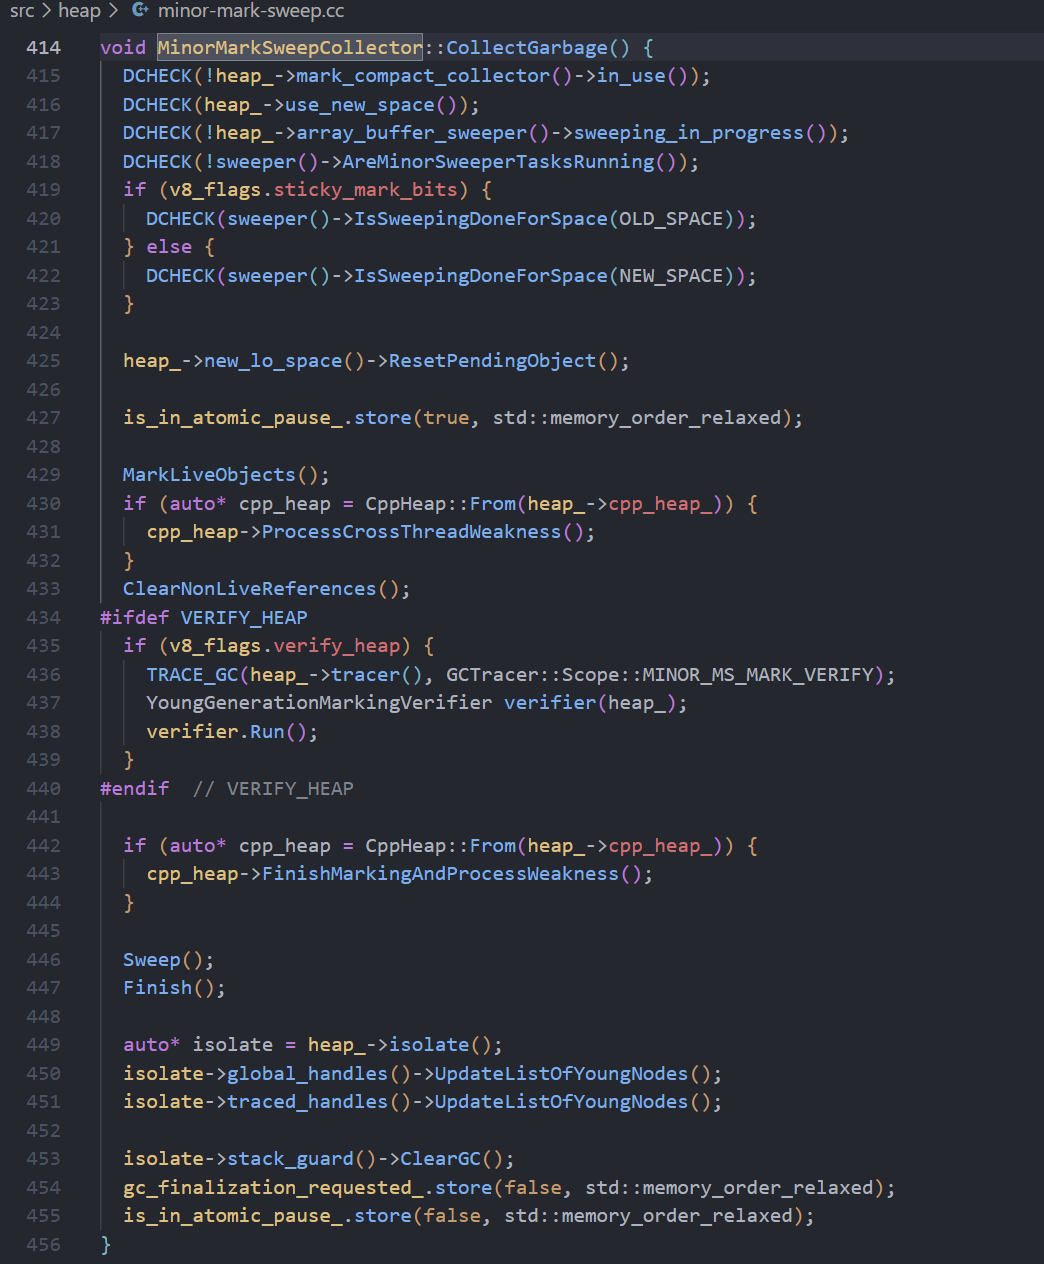 src > heap > minor-mark-sweep.cc
414 void MinorMarkSweepCollector::CollectGarbage() {
415   DCHECK(!heap_->mark_compact_collector()->in_use());
416   DCHECK(heap_->use_new_space());
417   DCHECK(!heap_->array_buffer_sweeper()->sweeping_in_progress());
418   DCHECK(!sweeper()->AreMinorSweeperTasksRunning());
419   if (v8_flags.sticky_mark_bits) {
420     DCHECK(sweeper()->IsSweepingDoneForSpace(OLD_SPACE));
421   } else {
422     DCHECK(sweeper()->IsSweepingDoneForSpace(NEW_SPACE));
423   }
424
425   heap_->new_lo_space()->ResetPendingObject();
426
427   is_in_atomic_pause_.store(true, std::memory_order_relaxed);
428
429   MarkLiveObjects();
430   if (auto* cpp_heap = CppHeap::From(heap_->cpp_heap_)) {
431     cpp_heap->ProcessCrossThreadWeakness();
432   }
433   ClearNonLiveReferences();
434 #ifdef VERIFY_HEAP
435   if (v8_flags.verify_heap) {
436     TRACE_GC(heap_->tracer(), GCTracer::Scope::MINOR_MS_MARK_VERIFY);
437     YoungGenerationMarkingVerifier verifier(heap_);
438     verifier.Run();
439   }
440 #endif  // VERIFY_HEAP
441
442   if (auto* cpp_heap = CppHeap::From(heap_->cpp_heap_)) {
443     cpp_heap->FinishMarkingAndProcessWeakness();
444   }
445
446   Sweep();
447   Finish();
448
449   auto* isolate = heap_->isolate();
450   isolate->global_handles()->UpdateListOfYoungNodes();
451   isolate->traced_handles()->UpdateListOfYoungNodes();
452
453   isolate->stack_guard()->ClearGC();
454   gc_finalization_requested_.store(false, std::memory_order_relaxed);
455   is_in_atomic_pause_.store(false, std::memory_order_relaxed);
456 }